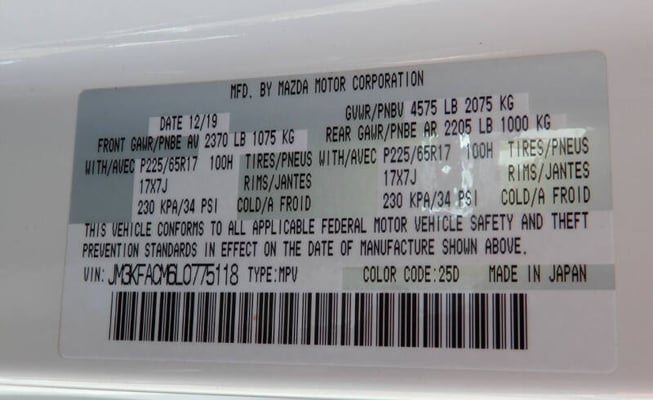 MFD. BY MAZDA MOTOR CORPORATION
DATE 12/19 GVWR/PNBV 4575 LB 2075 KG
FRONT GAWR/PNBE AV 2370 LB 1075 KG REAR GAWR/PNBE AR 2205 LB 1000 KG
WITH/AVEC P225/65R17 100H TIRES/PNEUS WITH/AVEC P225/65R17 100H TIRES/PNEUS
17X7J RIMS/JANTES 17X7J RIMS/JANTES
230 KPA/34 PSI COLD/A FROID 230 KPA/34 PSI COLD/A FROID
THIS VEHICLE CONFORMS TO ALL APPLICABLE FEDERAL MOTOR VEHICLE SAFETY AND THEFT
PREVENTION STANDARDS IN EFFECT ON THE DATE OF MANUFACTURE SHOWN ABOVE.
VIN: JM3KFACM6L0775118 TYPE:MPV COLOR CODE:25D MADE IN JAPAN